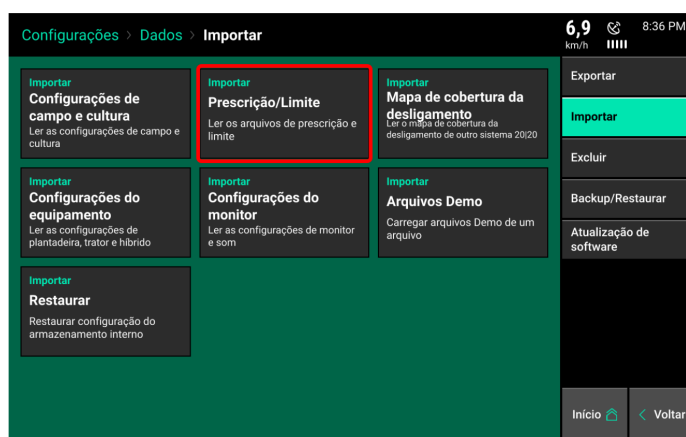 Configurações > Dados > Importar
6,9
km/h
8:36 PM
Importar
Configurações de
campo e cultura
Ler as configurações de campo e
cultura
Importar
Prescrição/Limite
Ler os arquivos de prescrição e
limite
Importar
Mapa de cobertura da
desligamento
Ler o mapa de cobertura da
desligamento de outro sistema 20|20
Importar
Configurações do
equipamento
Ler as configurações de
plantadeira, trator e híbrido
Importar
Configurações do
monitor
Ler as configurações de monitor
e som
Importar
Arquivos Demo
Carregar arquivos Demo de um
arquivo
Importar
Restaurar
Restaurar configuração do
armazenamento interno
Exportar
Importar
Excluir
Backup/Restaurar
Atualização de
software
Início
< Voltar